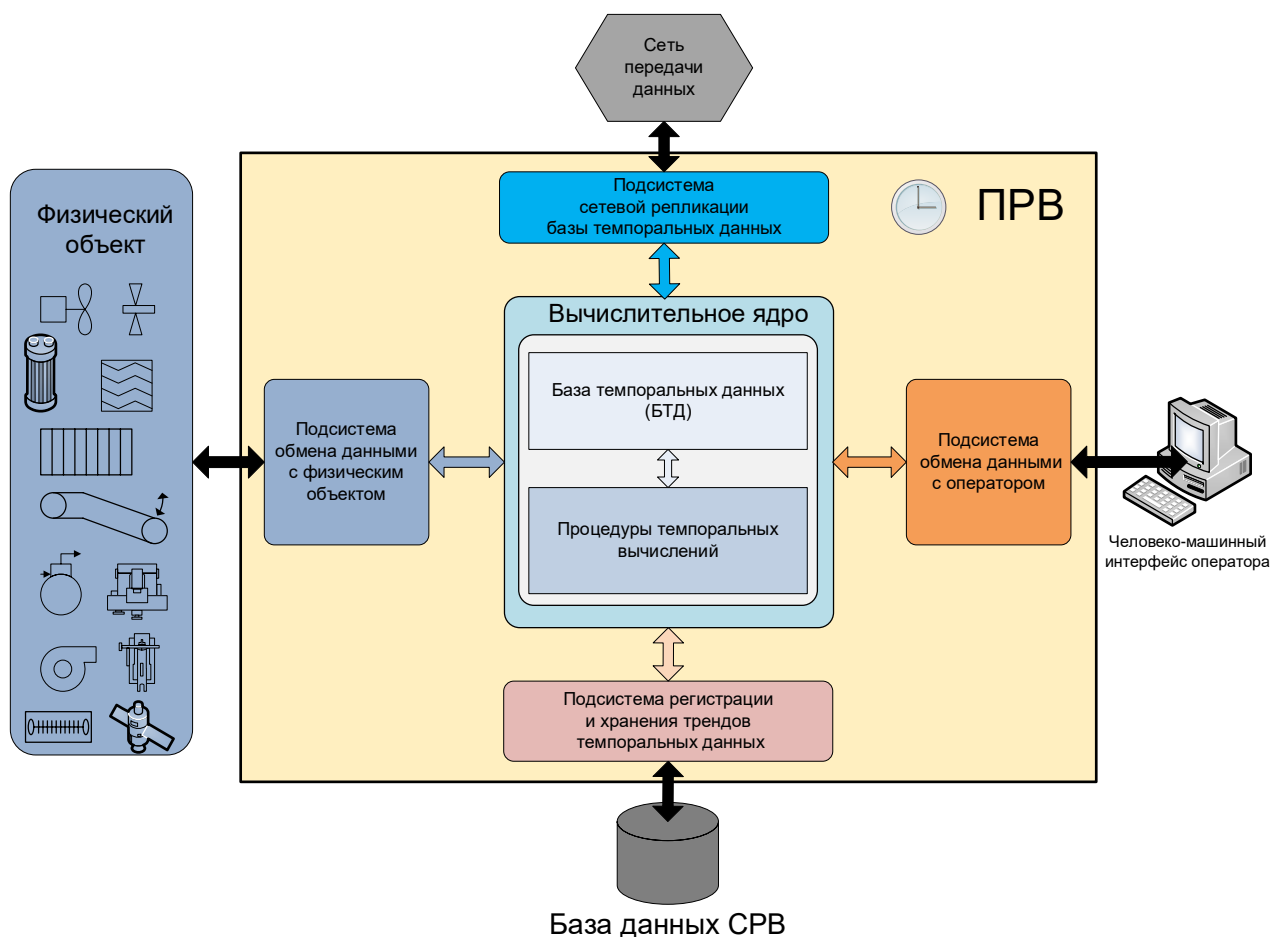 Сеть
передачи
данных
Подсистема
сетевой репликации
базы темпоральных данных
ПРВ
Физический
объект
Вычислительное ядро
База темпоральных данных
(БТД)
Подсистема
обмена данными
с физическим
объектом
Подсистема
обмена данными
с оператором
Процедуры темпоральных
вычислений
Человеко-машинный
интерфейс оператора
Подсистема регистрации
и хранения трендов
темпоральных данных
База данных СРВ